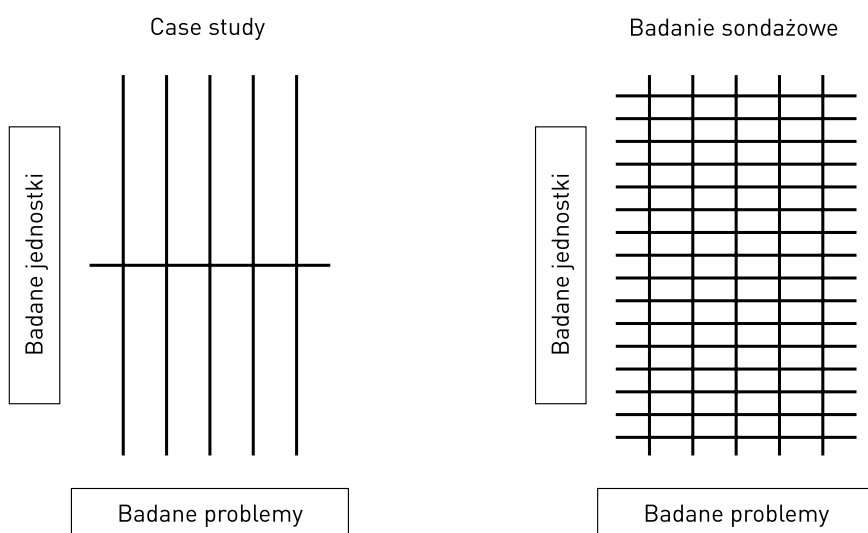 Case study
Badane jednostki
Badane problemy
Badanie sondażowe
Badane jednostki
Badane problemy